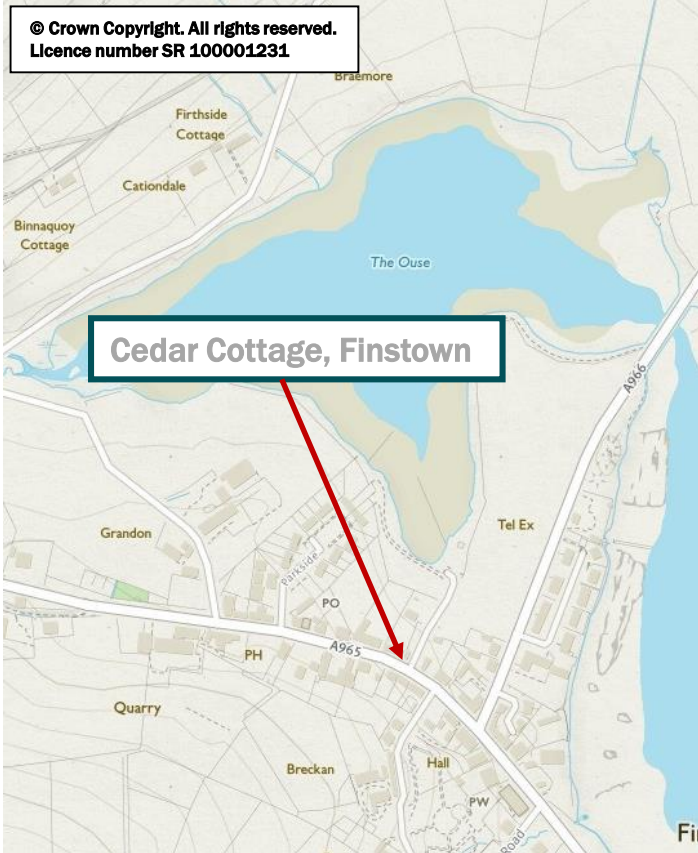 © Crown Copyright. All rights reserved.
Licence number SR 100001231
Braemore
Firthside
Cottage
Cationdale
Binnaquoy
Cottage
The Ouse
Cedar Cottage, Finstown
A966
Grandon
Tel Ex
Parkside
PO
A965
PH
Quarry
Breckan
Hall
PW
Road
Fi